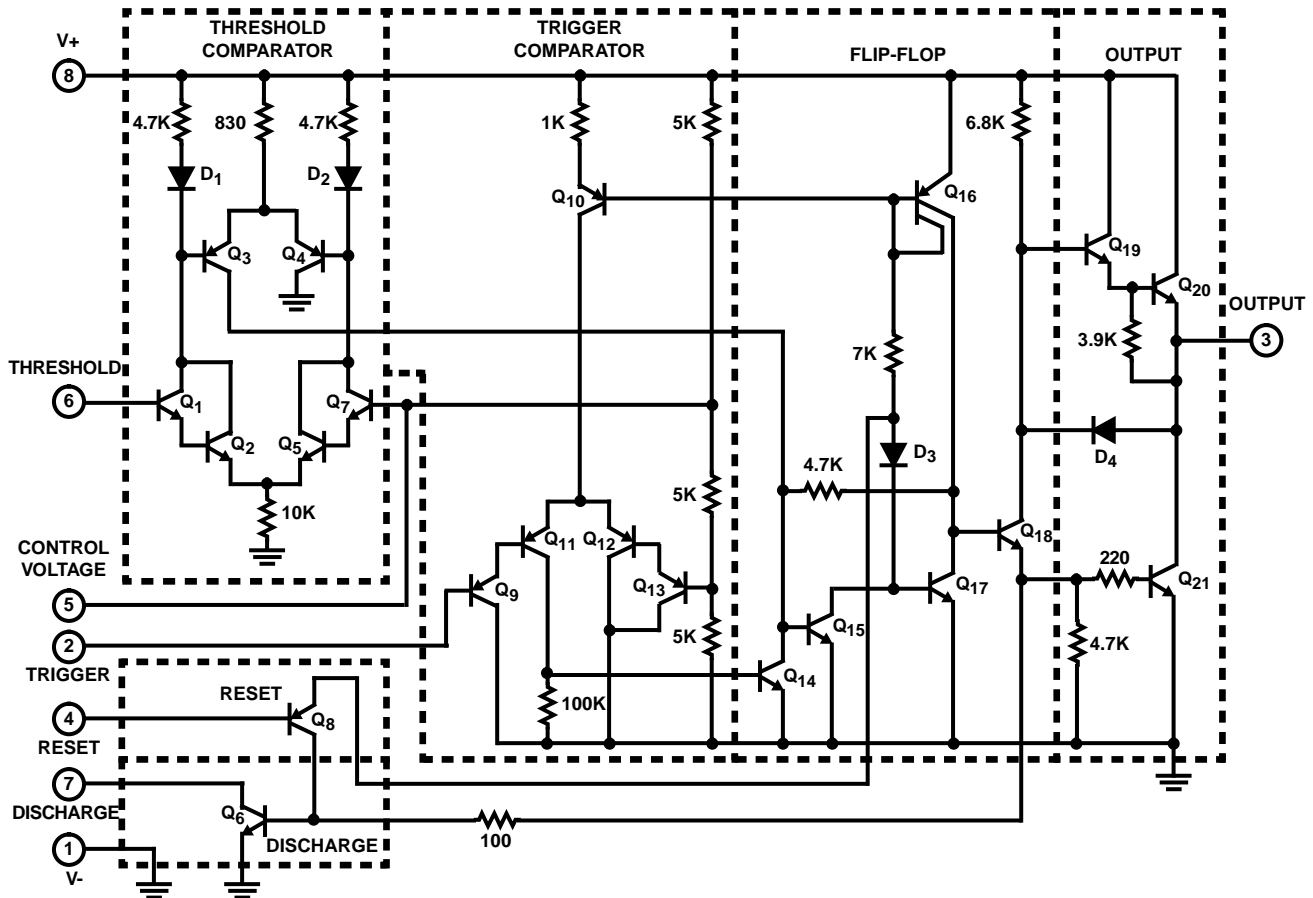 THRESHOLD
COMPARATOR
TRIGGER
COMPARATOR
FLIP-FLOP
OUTPUT
V+
8
4.7K
830
4.7K
1K
5K
6.8K
D1
D2
Q10
Q16
Q3
Q4
Q19
Q20
OUTPUT
3
3.9K
7K
THRESHOLD
6
Q1
Q7
Q2
Q5
D3
D4
4.7K
5K
10K
Q11
Q12
Q18
CONTROL
VOLTAGE
5
220
Q9
Q13
Q17
Q21
2
TRIGGER
5K
Q15
4.7K
Q14
RESET
100K
4
RESET
Q8
7
DISCHARGE
Q6
DISCHARGE
100
1
V-